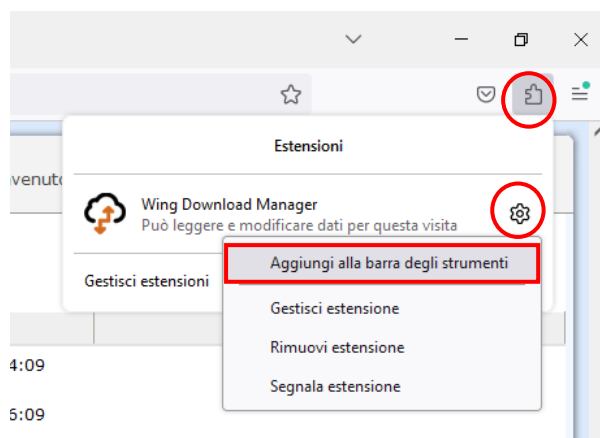 Estensioni
venuto
Wing Download Manager
Può leggere e modificare dati per questa visita
Aggiungi alla barra degli strumenti
Gestisci estensioni
Gestisci estensione
Rimuovi estensione
4:09
Segnala estensione
6:09